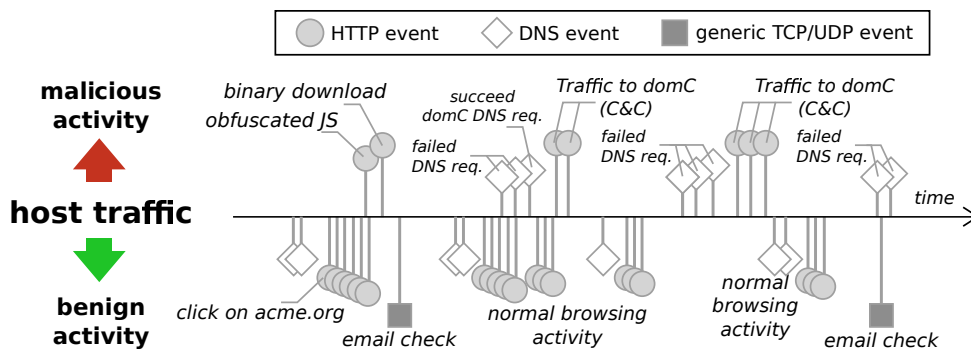 HTTP event DNS event generic TCP/UDP event
malicious
activity
host traffic
benign
activity
binary download
obfuscated JS
succeed
domC DNS req.
failed
DNS req.
Traffic to domC
(C&C)
failed
DNS req.
Traffic to domC
(C&C)
failed
DNS req.
time
click on acme.org
email check
normal browsing
activity
normal
browsing
activity
email check